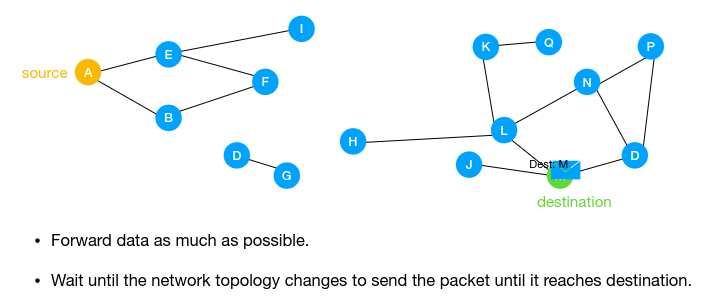 I
K
Q
P
E
source
A
F
N
B
L
H
D
J
Dest: M
D
G
destination
• Forward data as much as possible.
• Wait until the network topology changes to send the packet until it reaches destination.